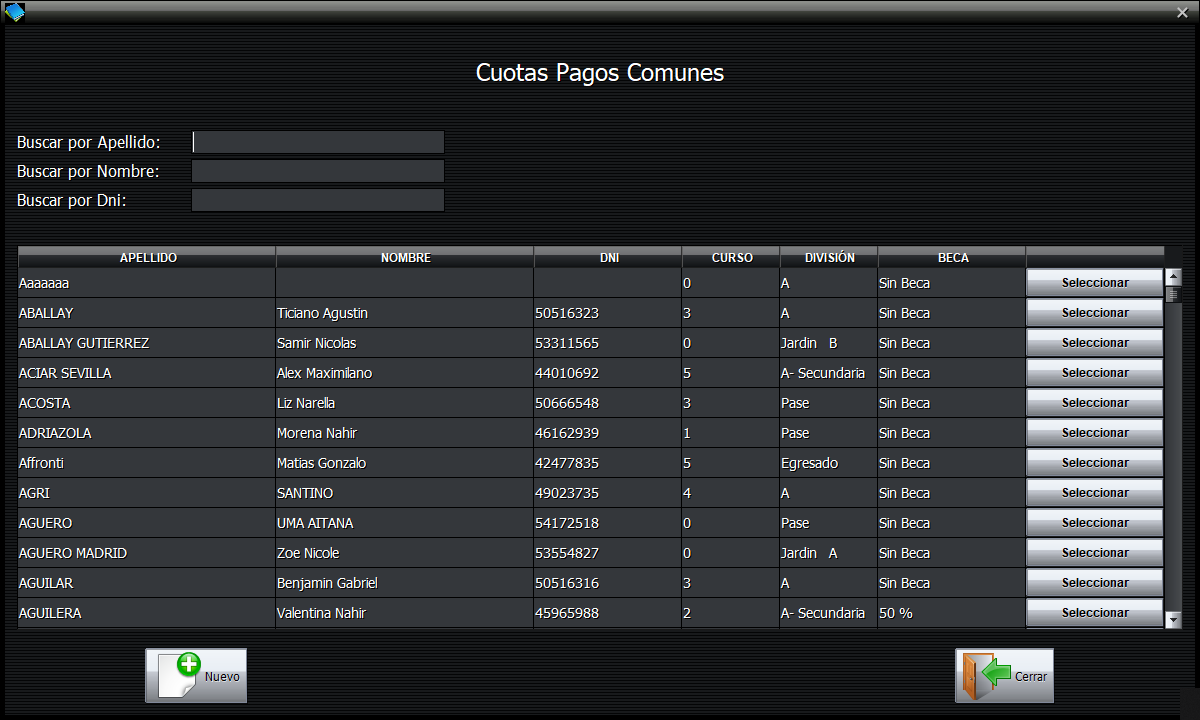 Cuotas Pagos Comunes
Buscar por Apellido:
Buscar por Nombre:
Buscar por Dni:
APELLIDO NOMBRE DNI CURSO DIVISIÓN BECA
Aaaaaaa 0 A Sin Beca Seleccionar
ABALLAY Ticiano Agustin 50516323 3 A Sin Beca Seleccionar
ABALLAY GUTIERREZ Samir Nicolas 53311565 0 Jardin B Sin Beca Seleccionar
ACIAR SEVILLA Alex Maximilano 44010692 5 A- Secundaria Sin Beca Seleccionar
ACOSTA Liz Narella 50666548 3 Pase Sin Beca Seleccionar
ADRIAZOLA Morena Nahir 46162939 1 Pase Sin Beca Seleccionar
Affronti Matias Gonzalo 42477835 5 Egresado Sin Beca Seleccionar
AGRI SANTINO 49023735 4 A Sin Beca Seleccionar
AGUERO UMA AITANA 54172518 0 Pase Sin Beca Seleccionar
AGUERO MADRID Zoe Nicole 53554827 0 Jardin A Sin Beca Seleccionar
AGUILAR Benjamin Gabriel 50516316 3 A Sin Beca Seleccionar
AGUILERA Valentina Nahir 45965988 2 A- Secundaria 50 % Seleccionar
Nuevo Cerrar